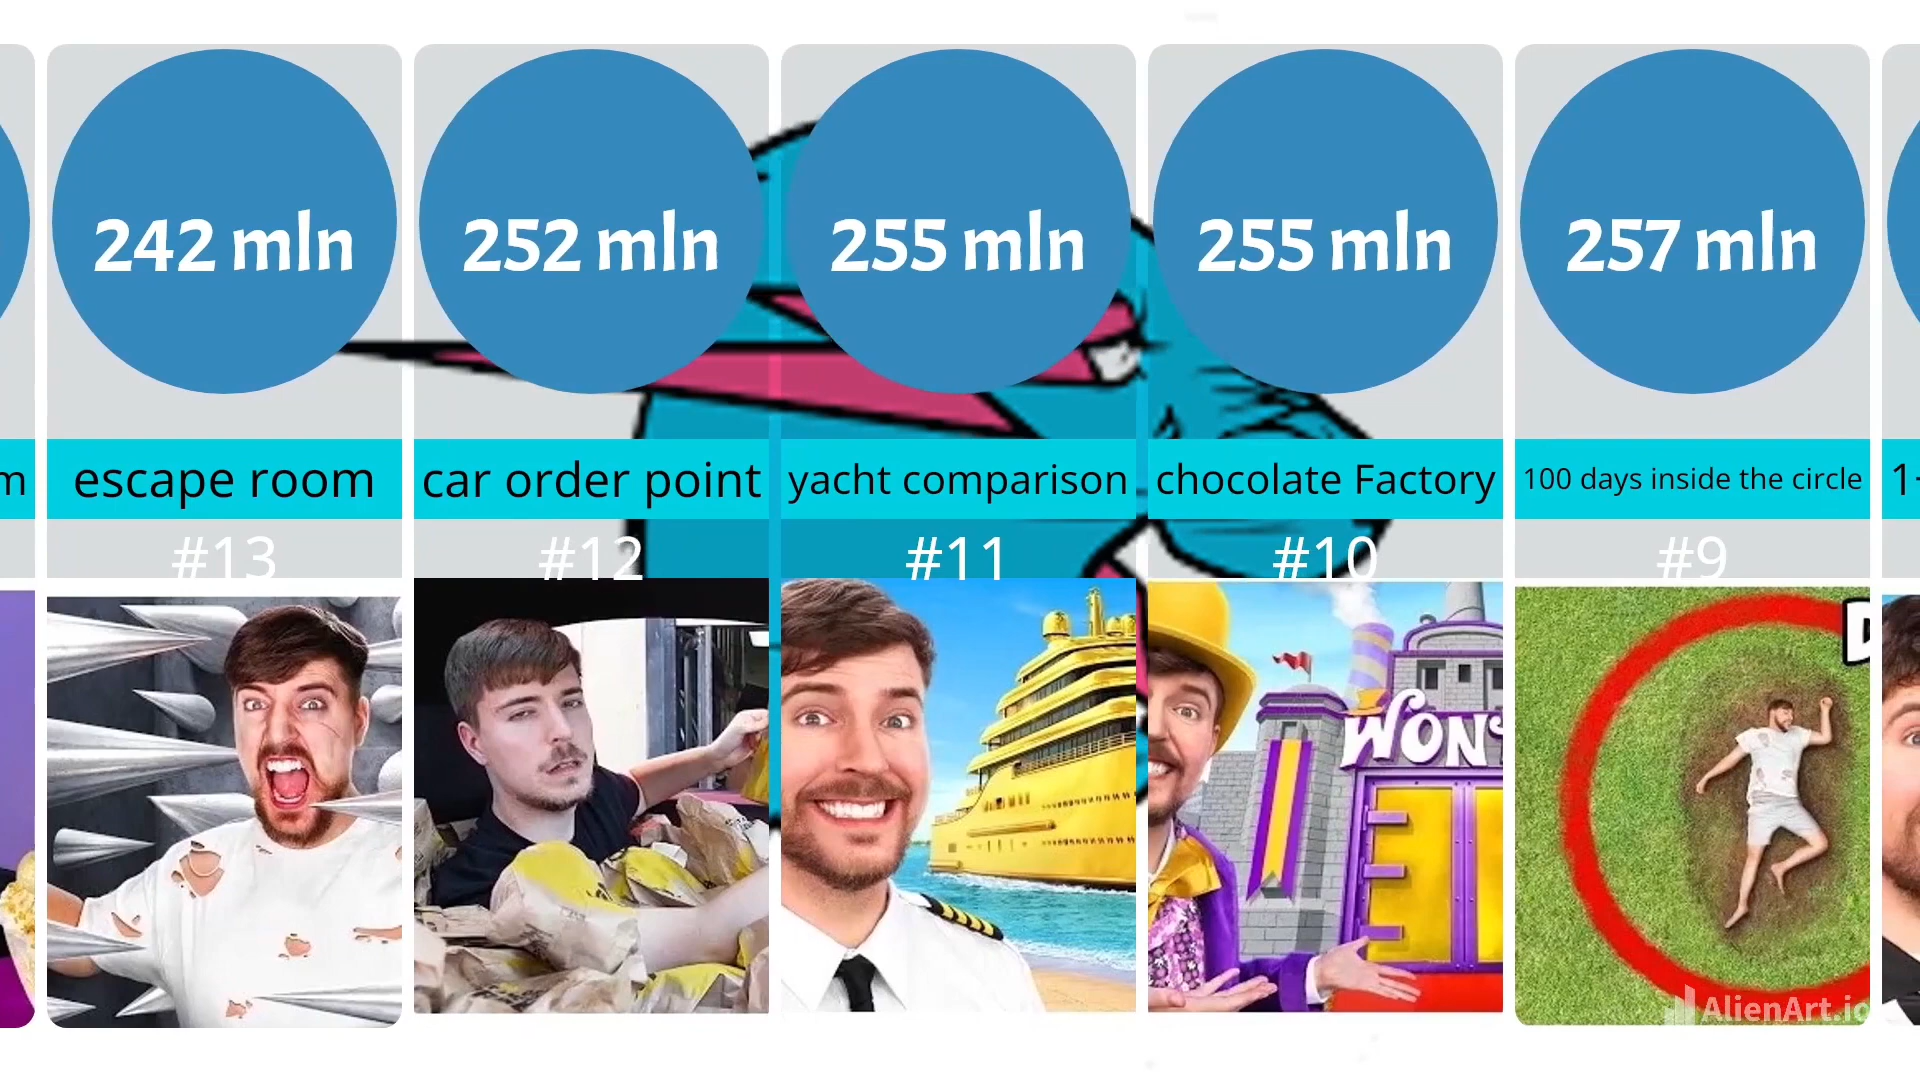 242 mln
252 mln
255 mln
255 mln
257 mln
m
escape room
car order point
yacht comparison
chocolate Factory
100 days inside the circle
#13
#12
#11
#10
#9
WON
AlienArt.io